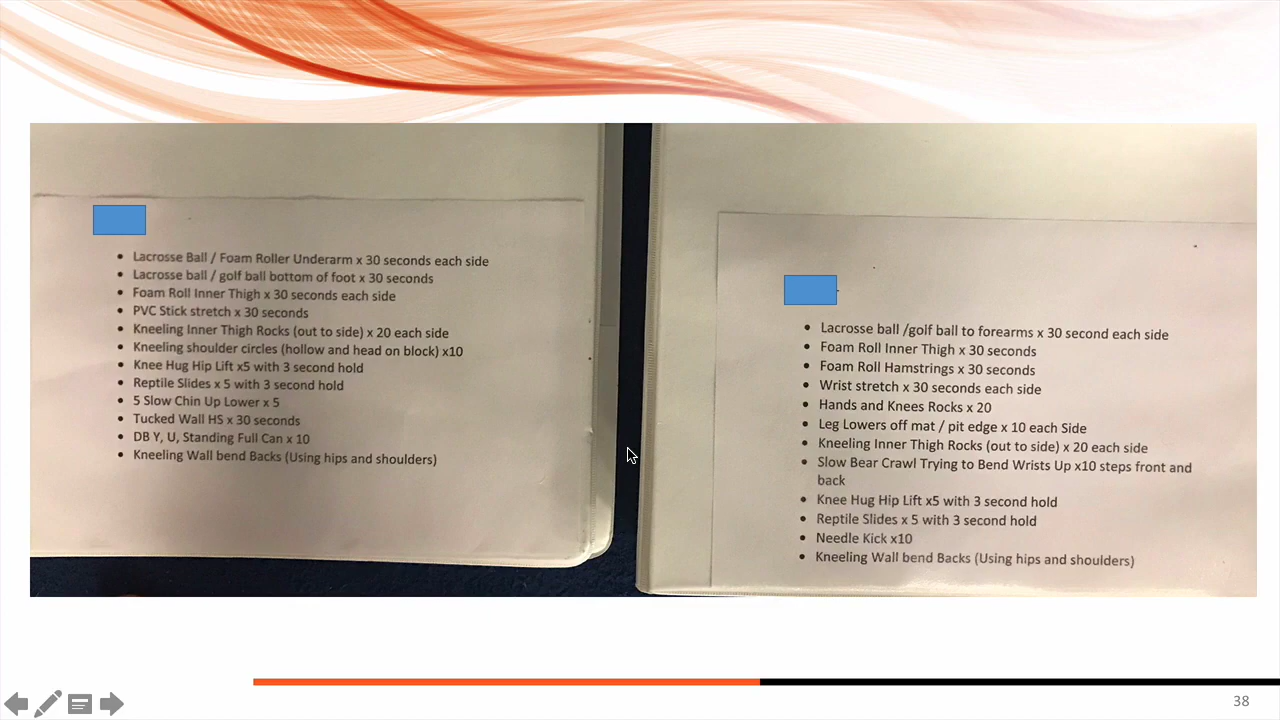 • Lacrosse Ball / Foam Roller Underarm x 30 seconds each side
• Lacrosse ball / golf ball bottom of foot x 30 seconds
• Foam Roll Inner Thigh x 30 seconds each side
• PVC Stick stretch x 30 seconds
• Kneeling Inner Thigh Rocks (out to side) x 20 each side
• Kneeling shoulder circles (hollow and head on block) x10
• Knee Hug Hip Lift x5 with 3 second hold
• Reptile Slides x 5 with 3 second hold
• 5 Slow Chin Up Lower x 5
• Tucked Wall HS x 30 seconds
• DB Y, U, Standing Full Can x 10
• Kneeling Wall bend Backs (Using hips and shoulders)
• Lacrosse ball /golf ball to forearms x 30 second each side
• Foam Roll Inner Thigh x 30 seconds
• Foam Roll Hamstrings x 30 seconds
• Wrist stretch x 30 seconds each side
• Hands and Knees Rocks x 20
• Leg Lowers off mat / pit edge x 10 each Side
• Kneeling Inner Thigh Rocks (out to side) x 20 each side
• Slow Bear Crawl Trying to Bend Wrists Up x10 steps front and
back
• Knee Hug Hip Lift x5 with 3 second hold
• Reptile Slides x 5 with 3 second hold
• Needle Kick x10
• Kneeling Wall bend Backs (Using hips and shoulders)
38